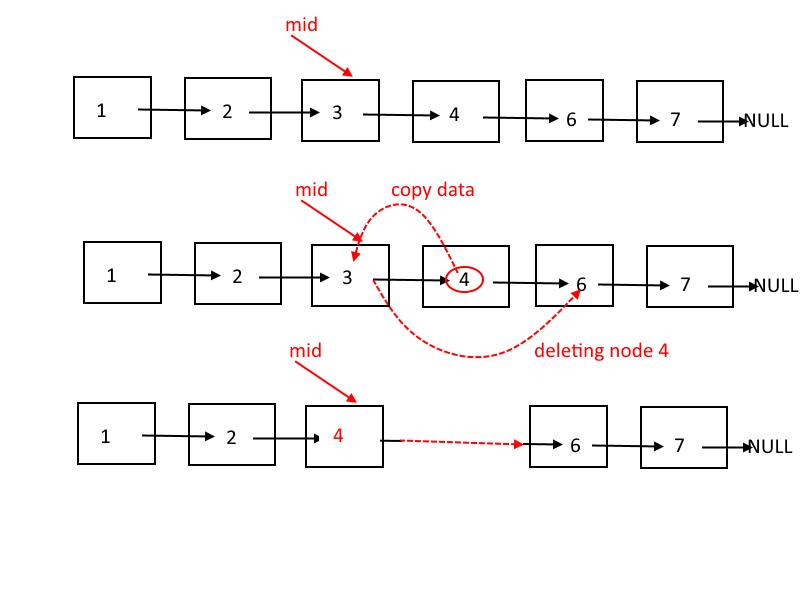 mid
1 2 3 4 6 7 NULL
mid copy data
1 2 3 4 6 7 NULL
mid deleting node 4
1 2 4 6 7 NULL